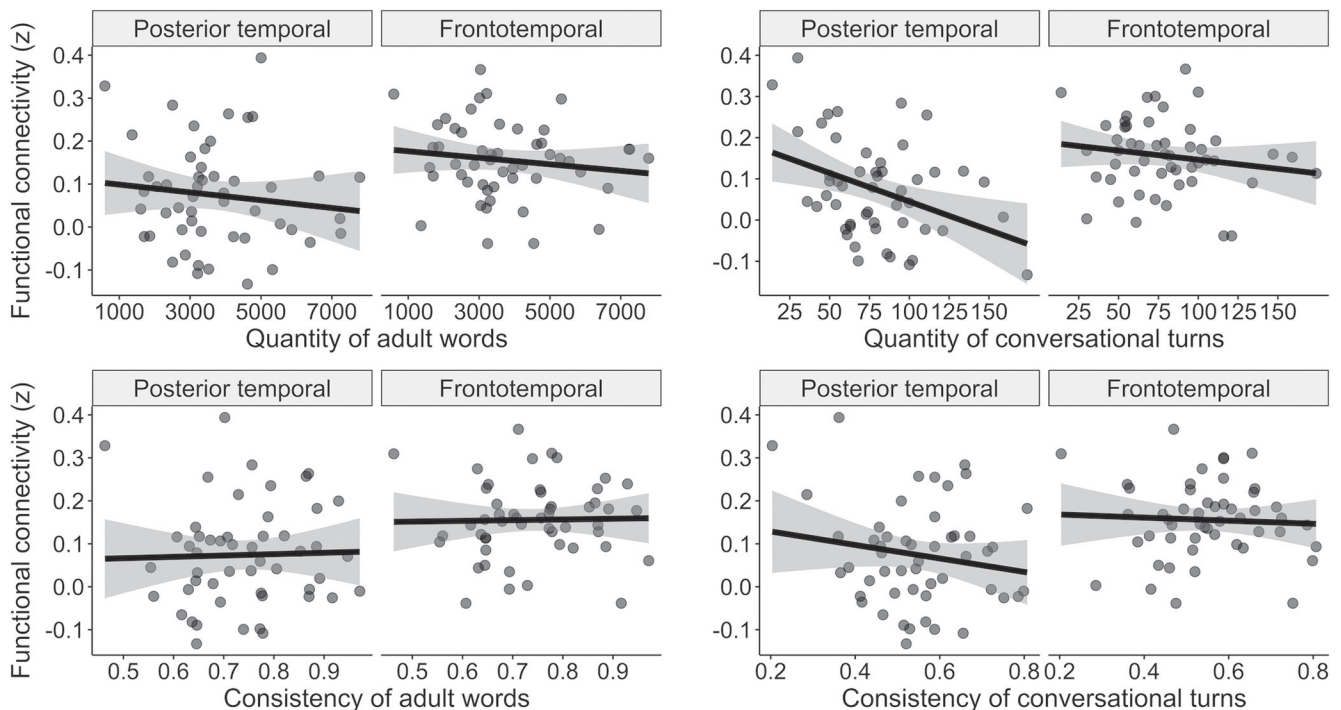 Posterior temporal Frontotemporal Posterior temporal Frontotemporal
Functional connectivity (z)
0.4 0.4
0.3 0.3
0.2 0.2
0.1 0.1
0.0 0.0
-0.1 -0.1
1000 3000 5000 7000 1000 3000 5000 7000 25 50 75 100 125 150 25 50 75 100 125 150
Quantity of adult words Quantity of conversational turns
Posterior temporal Frontotemporal Posterior temporal Frontotemporal
Functional connectivity (z)
0.4 0.4
0.3 0.3
0.2 0.2
0.1 0.1
0.0 0.0
-0.1 -0.1
0.5 0.6 0.7 0.8 0.9 0.5 0.6 0.7 0.8 0.9 0.2 0.4 0.6 0.8 0.2 0.4 0.6 0.8
Consistency of adult words Consistency of conversational turns